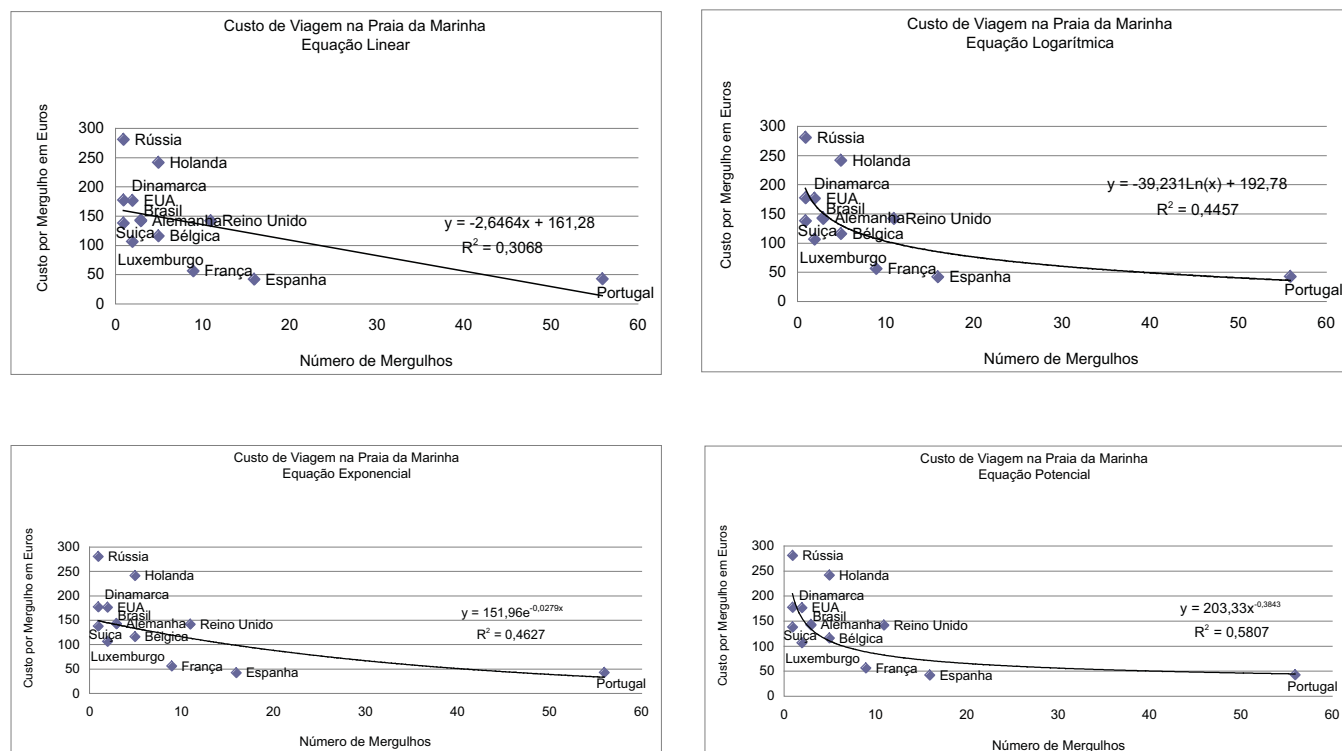 Custo de Viagem na Praia da Marinha
Equação Linear
Custo por Mergulho em Euros
300
250
200
150
100
50
0
Rússia
Holanda
Dinamarca
EUA
Brasil
Alemanha
Reino Unido
Suiça
Bélgica
Luxemburgo
França
Espanha
Portugal
y = -2,6464x + 161,28
R² = 0,3068
0 10 20 30 40 50 60
Número de Mergulhos
Custo de Viagem na Praia da Marinha
Equação Logarítmica
Custo por Mergulho em Euros
300
250
200
150
100
50
0
Rússia
Holanda
Dinamarca
EUA
Brasil
Alemanha
Reino Unido
Suiça
Bélgica
Luxemburgo
França
Espanha
Portugal
y = -39,231Ln(x) + 192,78
R² = 0,4457
0 10 20 30 40 50 60
Número de Mergulhos
Custo de Viagem na Praia da Marinha
Equação Exponencial
Custo por Mergulho em Euros
300
250
200
150
100
50
0
Rússia
Holanda
Dinamarca
EUA
Brasil
Alemanha
Reino Unido
Suiça
Bélgica
Luxemburgo
França
Espanha
Portugal
y = 151,96e^-0,0279x
R² = 0,4627
0 10 20 30 40 50 60
Número de Mergulhos
Custo de Viagem na Praia da Marinha
Equação Potencial
Custo por Mergulho em Euros
300
250
200
150
100
50
0
Rússia
Holanda
Dinamarca
EUA
Brasil
Alemanha
Reino Unido
Suiça
Bélgica
Luxemburgo
França
Espanha
Portugal
y = 203,33x^-0,3843
R² = 0,5807
0 10 20 30 40 50 60
Número de Mergulhos